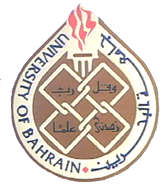 UNIVERSITY OF BAHRAIN
جامعة البحرين
وقل رب
زدني علما